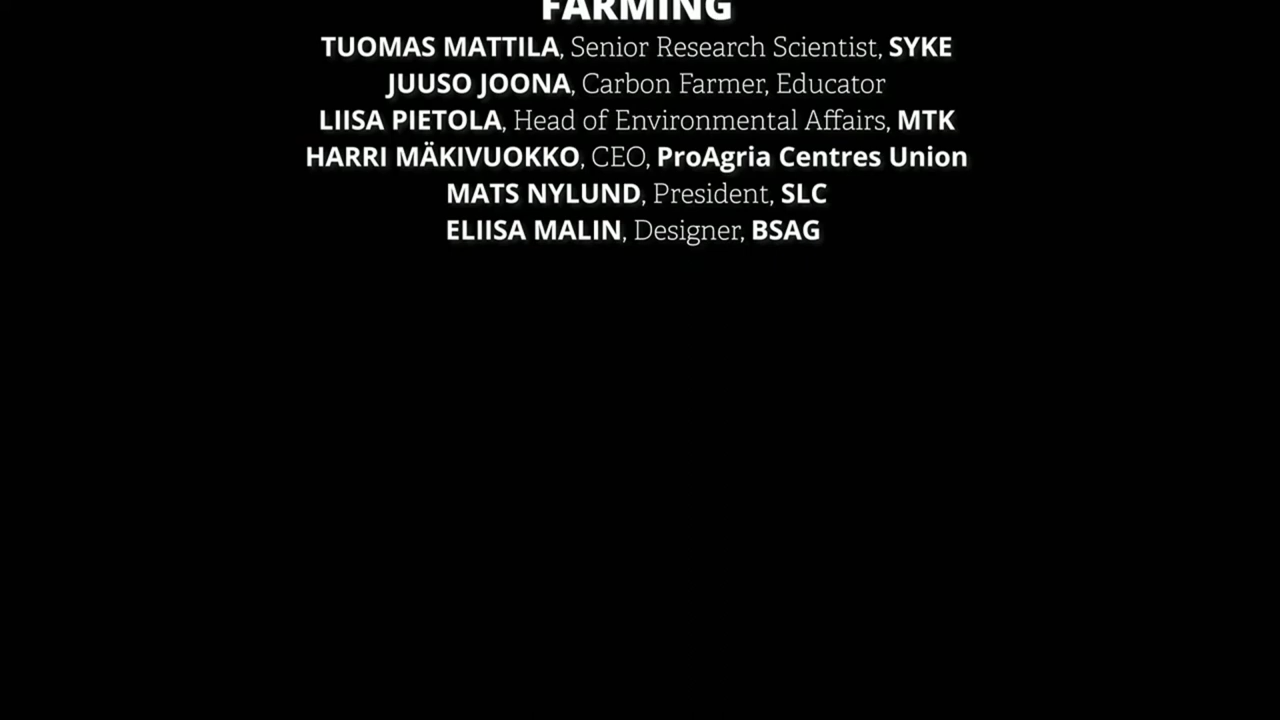 FARMING
TUOMAS MATTILA, Senior Research Scientist, SYKE
JUUSO JOONA, Carbon Farmer, Educator
LIISA PIETOLA, Head of Environmental Affairs, MTK
HARRI MÄKIVUOKKO, CEO, ProAgria Centres Union
MATS NYLUND, President, SLC
ELIISA MALIN, Designer, BSAG